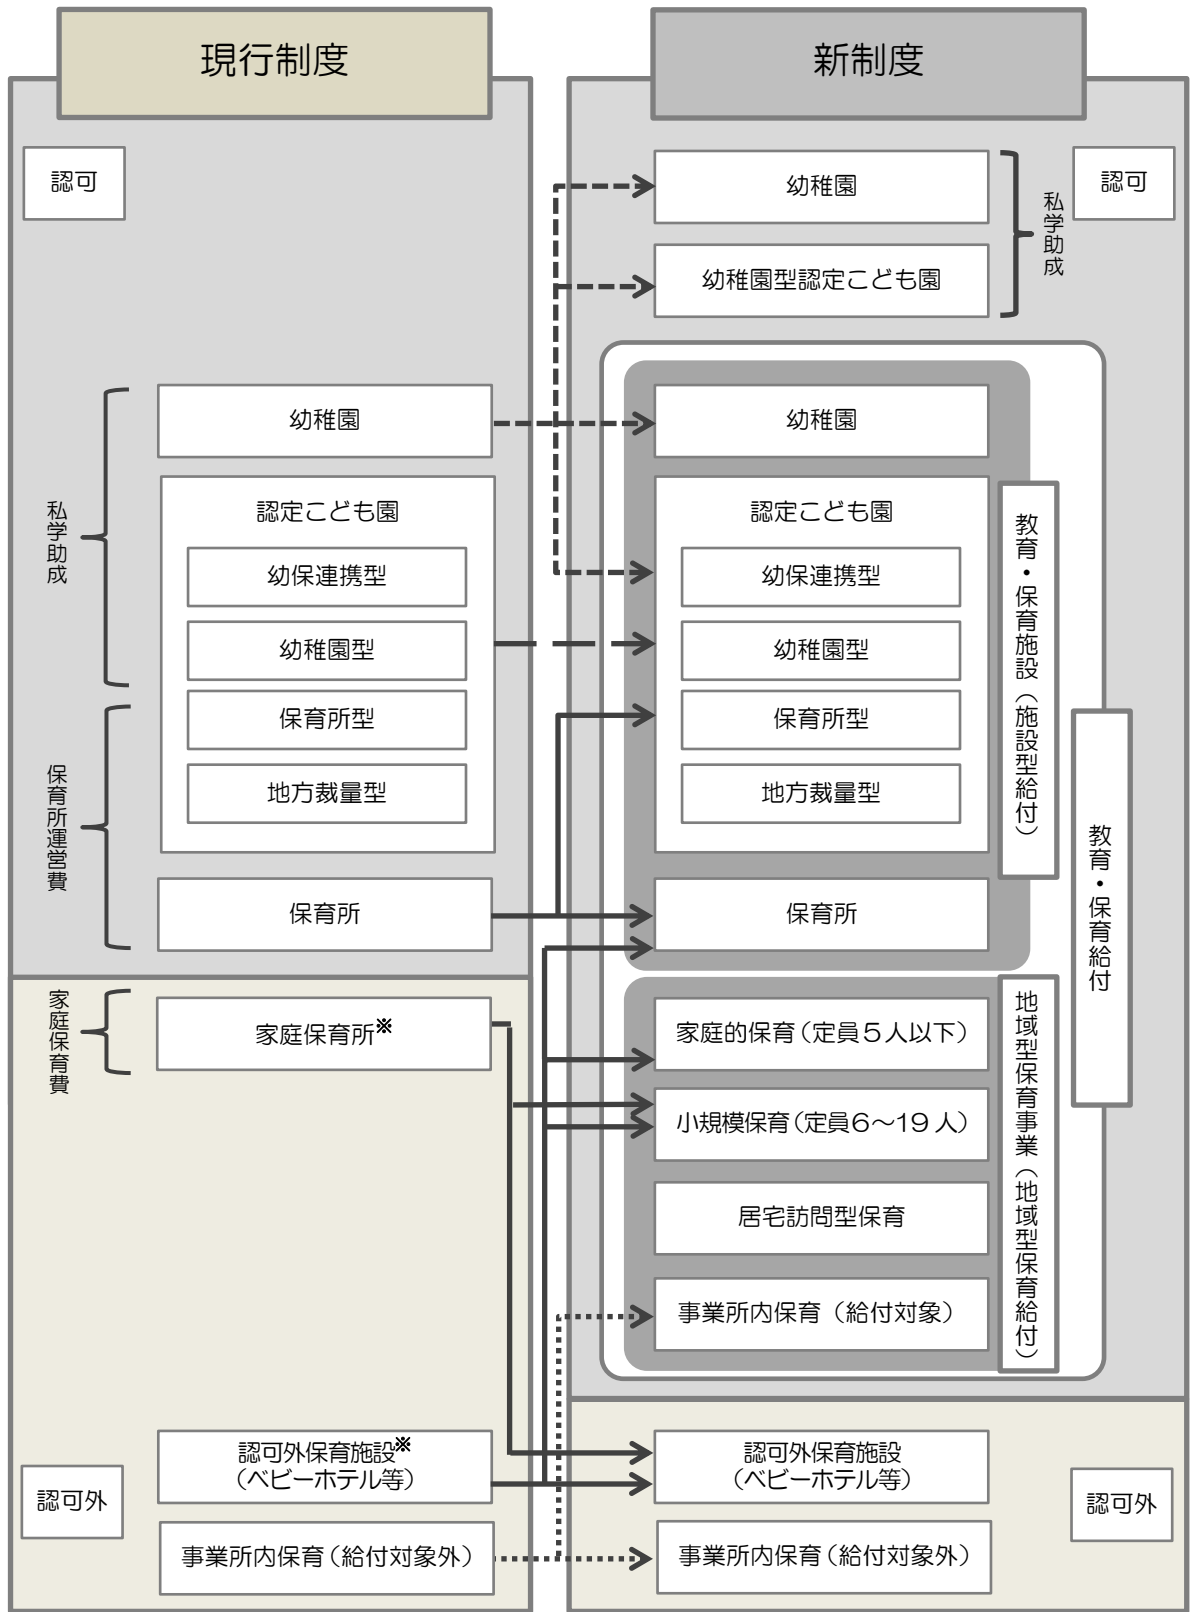 現行制度
認可
私学助成
幼稚園
認定こども園
幼保連携型
幼稚園型
保育所型
地方裁量型
保育所運営費
保育所
家庭保育費
家庭保育所※
認可外
認可外保育施設※
（ベビーホテル等）
事業所内保育（給付対象外）
新制度
認可
幼稚園
幼稚園型認定こども園
私学助成
幼稚園
認定こども園
幼保連携型
幼稚園型
保育所型
地方裁量型
保育所
教育・保育施設（施設型給付）
教育・保育給付
家庭的保育（定員５人以下）
小規模保育（定員６～１９人）
居宅訪問型保育
事業所内保育（給付対象）
地域型保育事業（地域型保育給付）
認可外保育施設
（ベビーホテル等）
事業所内保育（給付対象外）
認可外